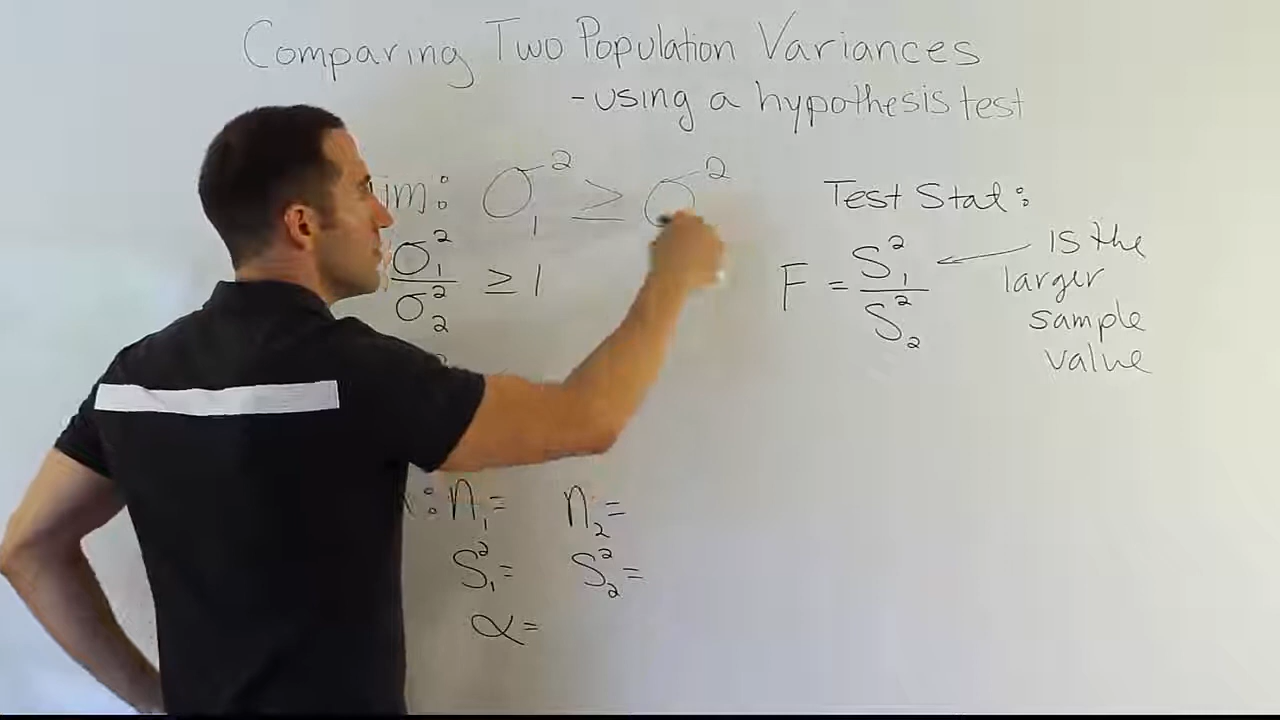 Comparing Two Population Variances
- using a hypothesis test
im: σ₁² ≥ σ²
σ₁²/σ₂² ≥ 1
Test Stat:
F = S₁²/S₂² ← is the
larger
sample
value
: n₁= n₂=
S₁²= S₂²=
α=